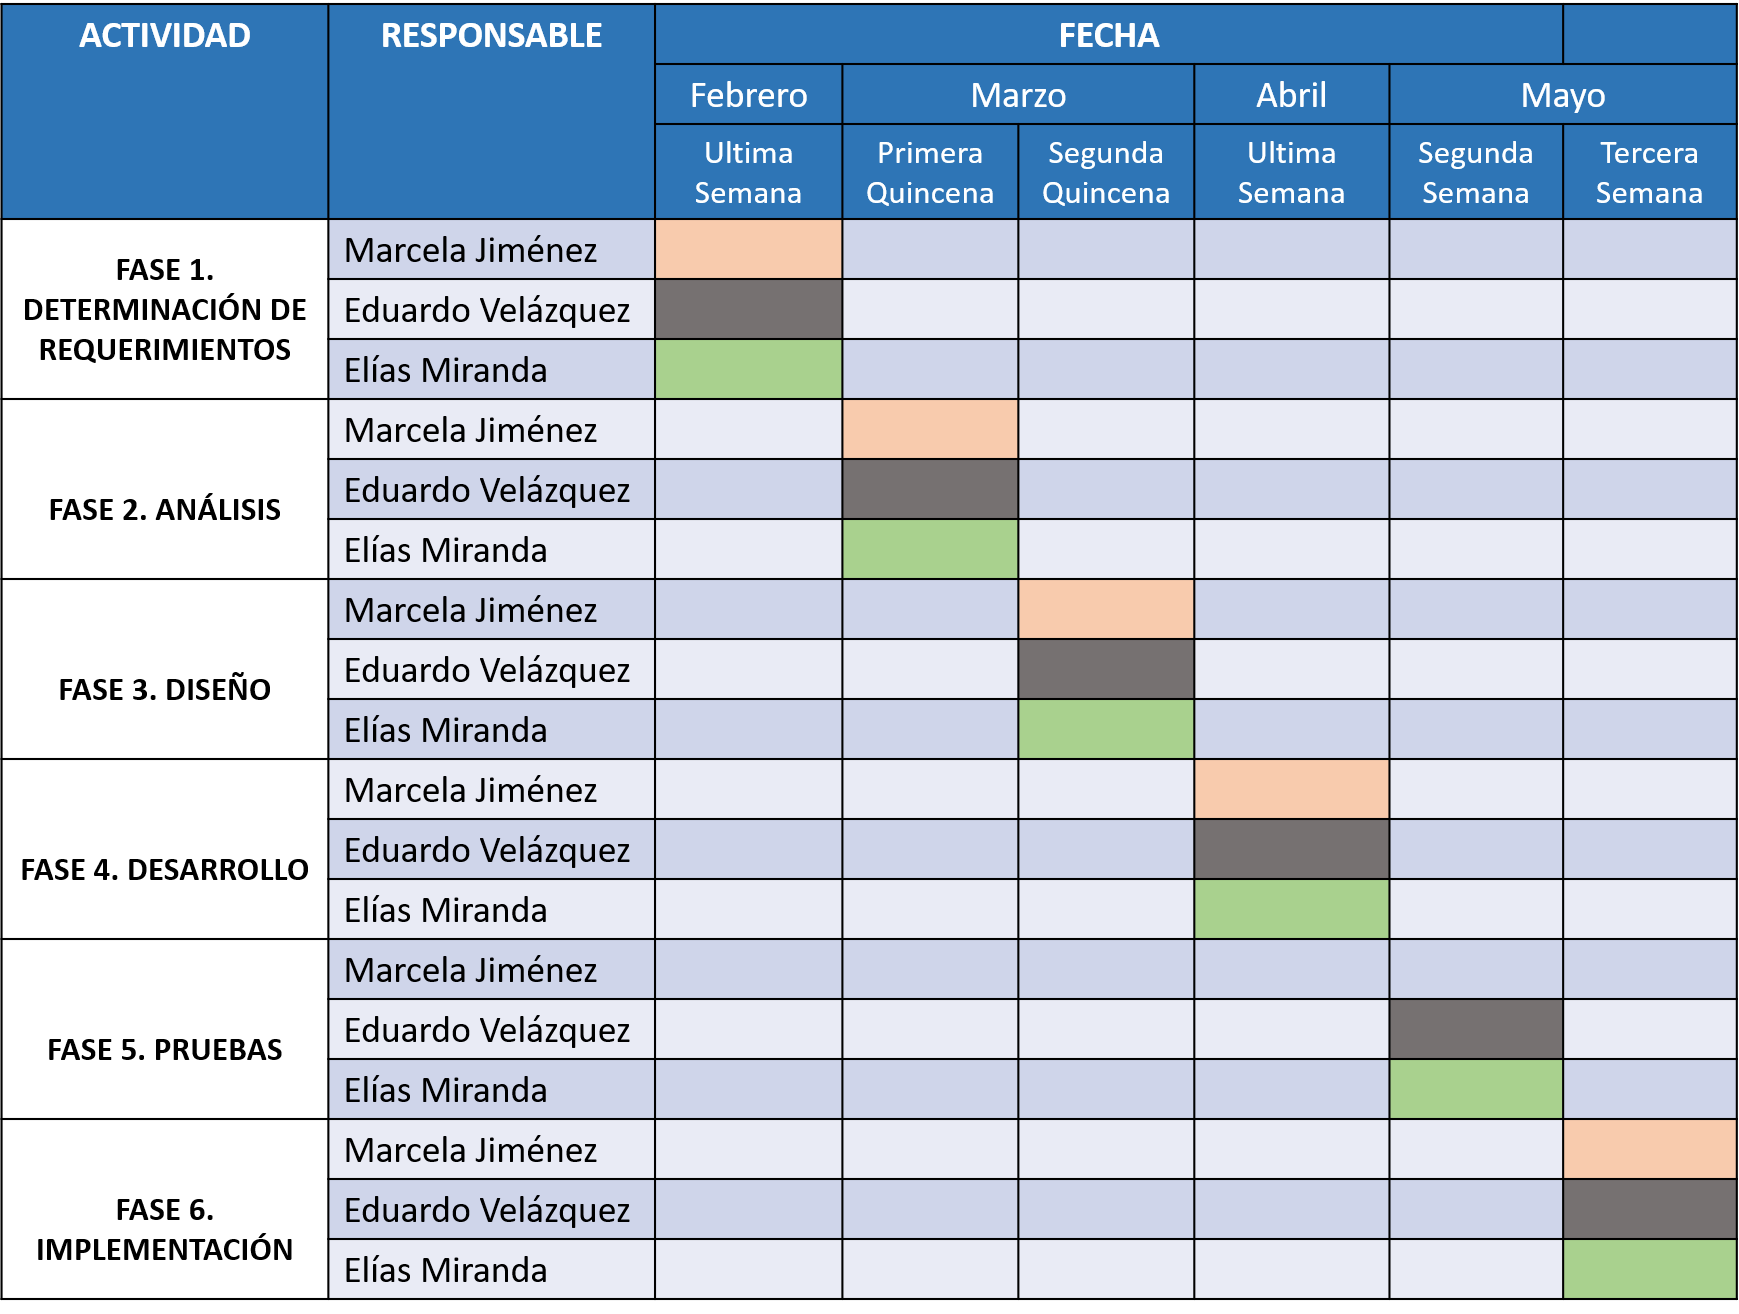 ACTIVIDAD RESPONSABLE FECHA
Febrero Marzo Abril Mayo
Ultima Semana Primera Quincena Segunda Quincena Ultima Semana Segunda Semana Tercera Semana
FASE 1.
DETERMINACIÓN DE
REQUERIMIENTOS
Marcela Jiménez
Eduardo Velázquez
Elías Miranda
FASE 2. ANÁLISIS
Marcela Jiménez
Eduardo Velázquez
Elías Miranda
FASE 3. DISEÑO
Marcela Jiménez
Eduardo Velázquez
Elías Miranda
FASE 4. DESARROLLO
Marcela Jiménez
Eduardo Velázquez
Elías Miranda
FASE 5. PRUEBAS
Marcela Jiménez
Eduardo Velázquez
Elías Miranda
FASE 6.
IMPLEMENTACIÓN
Marcela Jiménez
Eduardo Velázquez
Elías Miranda